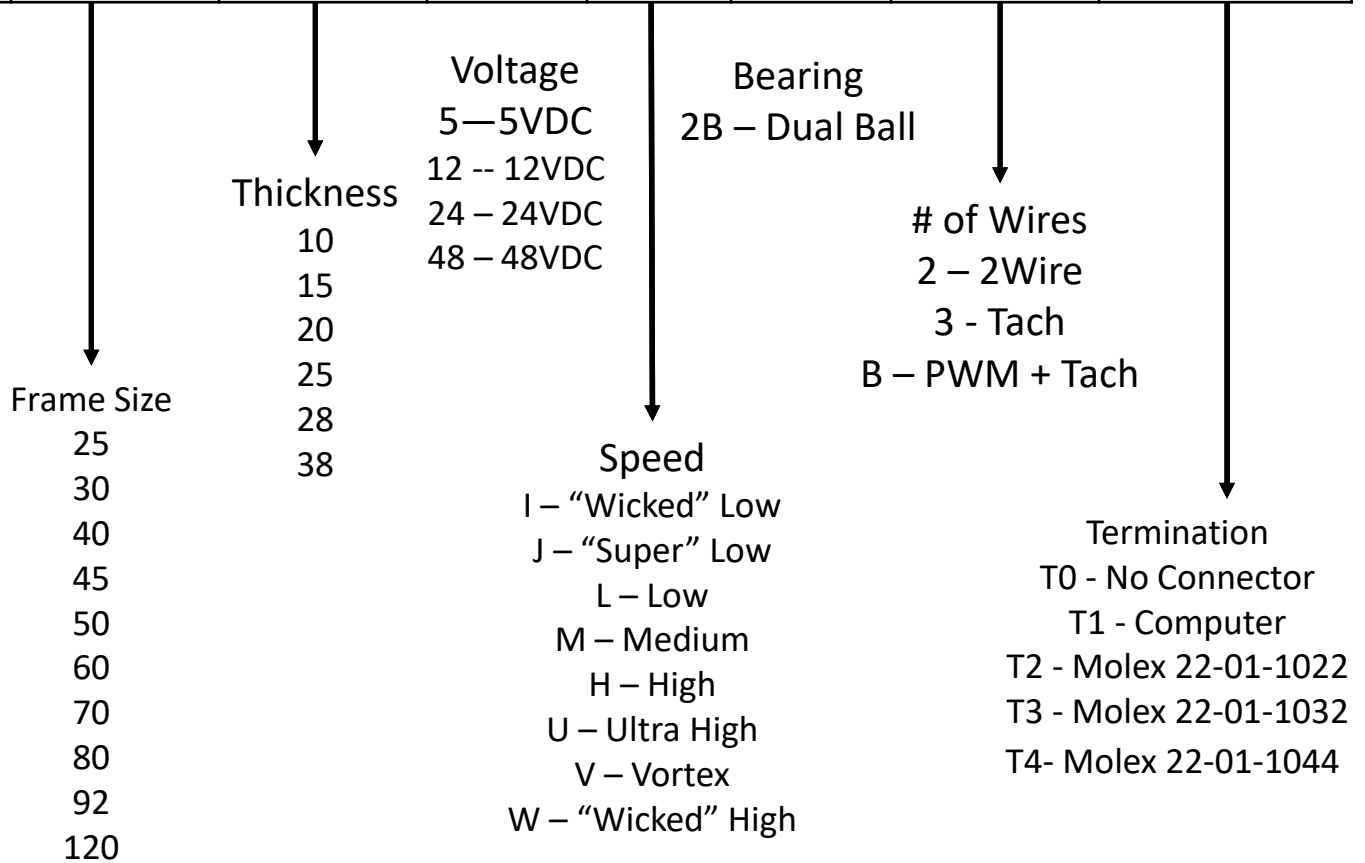 Voltage
5—5VDC
12 -- 12VDC
24 – 24VDC
48 – 48VDC
Bearing
2B – Dual Ball
Thickness
10
15
20
25
28
38
# of Wires
2 – 2Wire
3 - Tach
B – PWM + Tach
Frame Size
25
30
40
45
50
60
70
80
92
120
Speed
I – “Wicked” Low
J – “Super” Low
L – Low
M – Medium
H – High
U – Ultra High
V – Vortex
W – “Wicked” High
Termination
T0 - No Connector
T1 - Computer
T2 - Molex 22-01-1022
T3 - Molex 22-01-1032
T4- Molex 22-01-1044